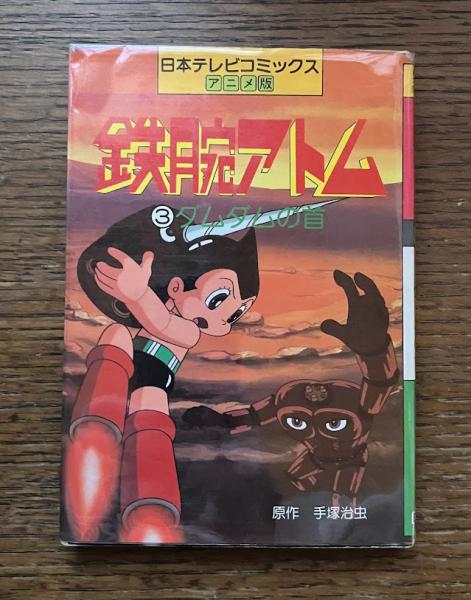 日本テレビコミックス
アニメ版
鉄腕アトム
③ダムダムの首
原作 手塚治虫